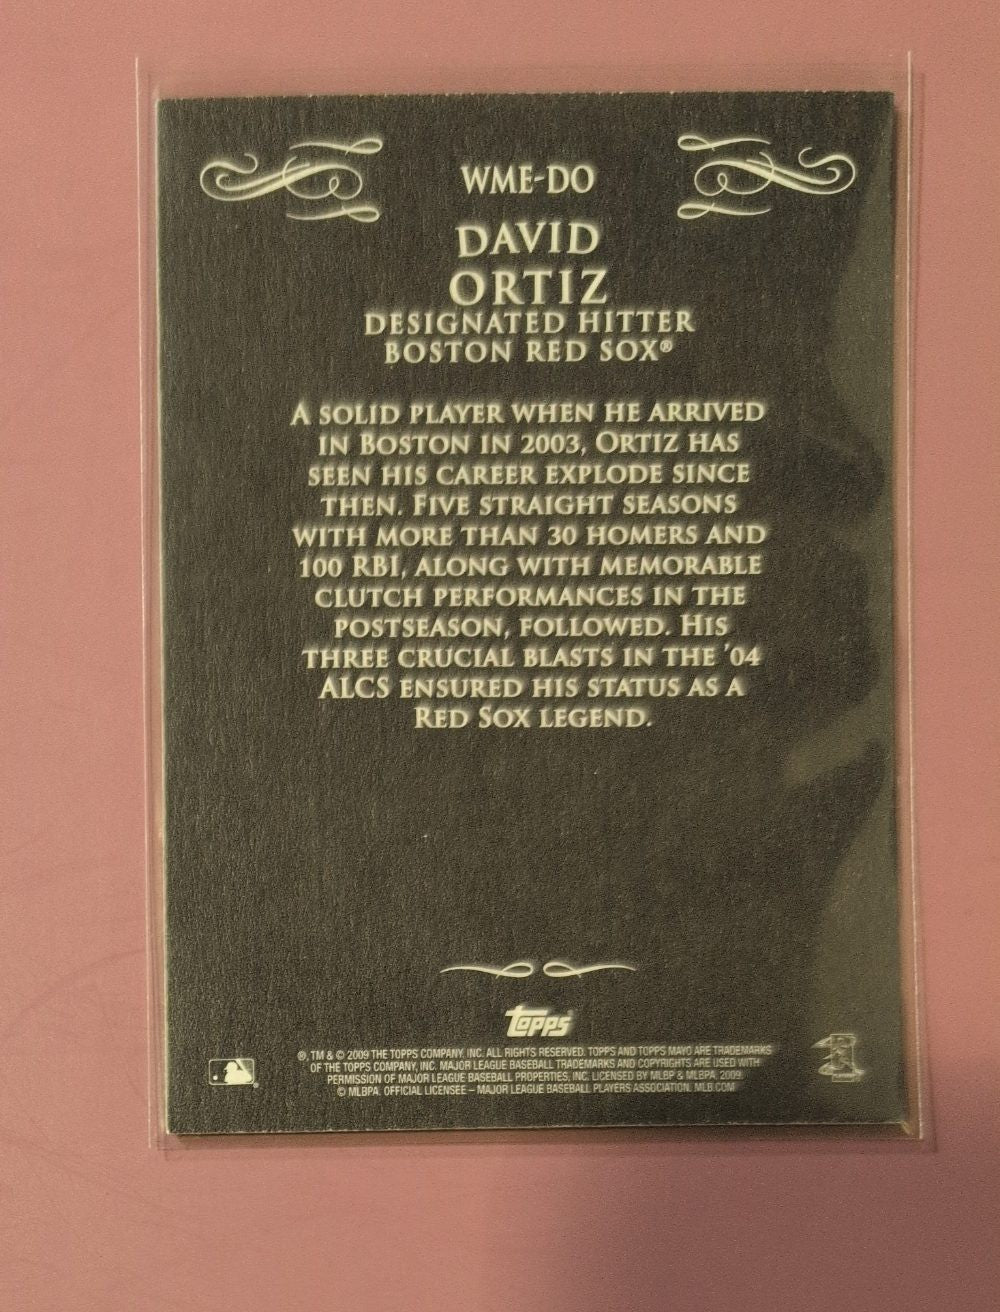 WME-DO
DAVID
ORTIZ
DESIGNATED HITTER
BOSTON RED SOX®
A SOLID PLAYER WHEN HE ARRIVED
IN BOSTON IN 2003, ORTIZ HAS
SEEN HIS CAREER EXPLODE SINCE
THEN. FIVE STRAIGHT SEASONS
WITH MORE THAN 30 HOMERS AND
100 RBI, ALONG WITH MEMORABLE
CLUTCH PERFORMANCES IN THE
POSTSEASON, FOLLOWED. HIS
THREE CRUCIAL BLASTS IN THE '04
ALCS ENSURED HIS STATUS AS A
RED SOX LEGEND.
Topps
®, TM & © 2009 THE TOPPS COMPANY, INC. ALL RIGHTS RESERVED. TOPPS AND TOPPS MAYO ARE TRADEMARKS
OF THE TOPPS COMPANY, INC. MAJOR LEAGUE BASEBALL TRADEMARKS AND COPYRIGHTS ARE USED WITH
PERMISSION OF MAJOR LEAGUE BASEBALL PROPERTIES, INC. LICENSED BY MLBP & MLBPA, 2009.
© MLBPA. OFFICIAL LICENSEE – MAJOR LEAGUE BASEBALL PLAYERS ASSOCIATION. MLB.COM